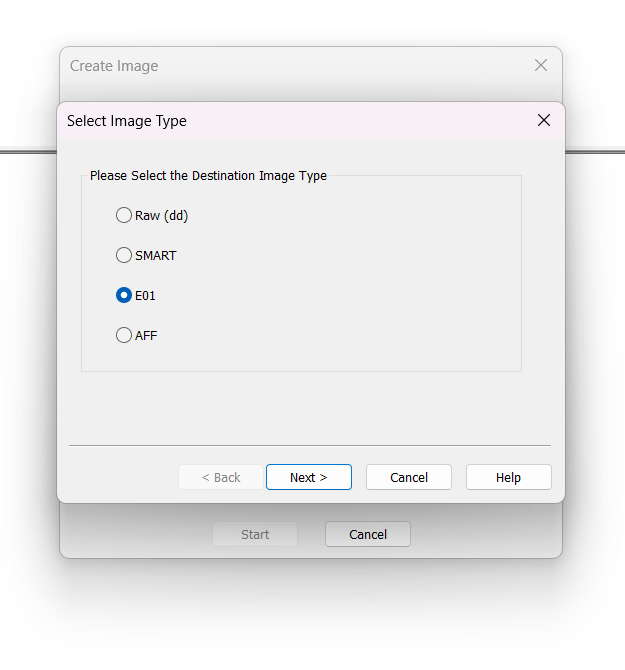 Create Image
Select Image Type
Please Select the Destination Image Type
Raw (dd)
SMART
E01
AFF
< Back Next > Cancel Help
Start Cancel